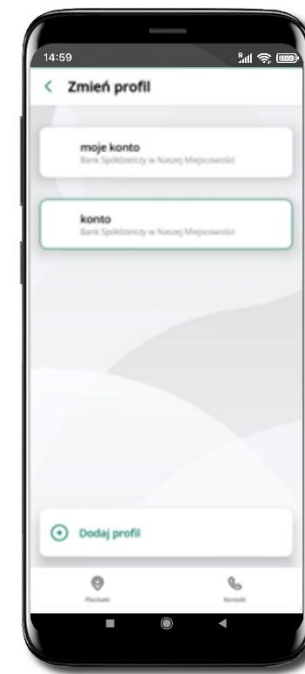 14:59
Zmień profil
moje konto
Bank Spółdzielczy w Naszej Miejscowości
konto
Bank Spółdzielczy w Naszej Miejscowości
Dodaj profil
Placówki
Kontakt